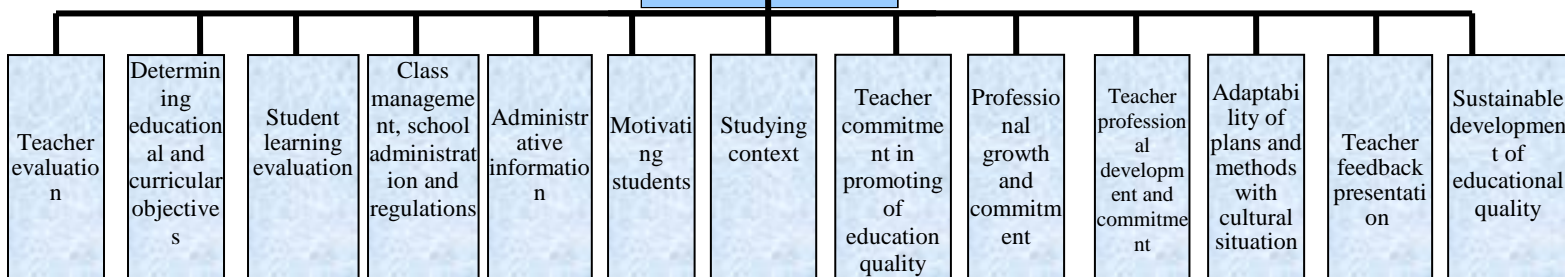 Teacher
evaluatio
n
Determin
ing
education
al and
curricular
objective
s
Student
learning
evaluation
Class
manageme
nt, school
administrat
ion and
regulations
Administr
ative
informatio
n
Motivati
ng
students
Studying
context
Teacher
commitme
nt in
promoting
of
education
quality
Professio
nal
growth
and
commitm
ent
Teacher
profession
al
developm
ent and
commitme
nt
Adaptabi
lity of
plans and
methods
with
cultural
situation
Teacher
feedback
presentati
on
Sustainable
developmen
t of
educational
quality